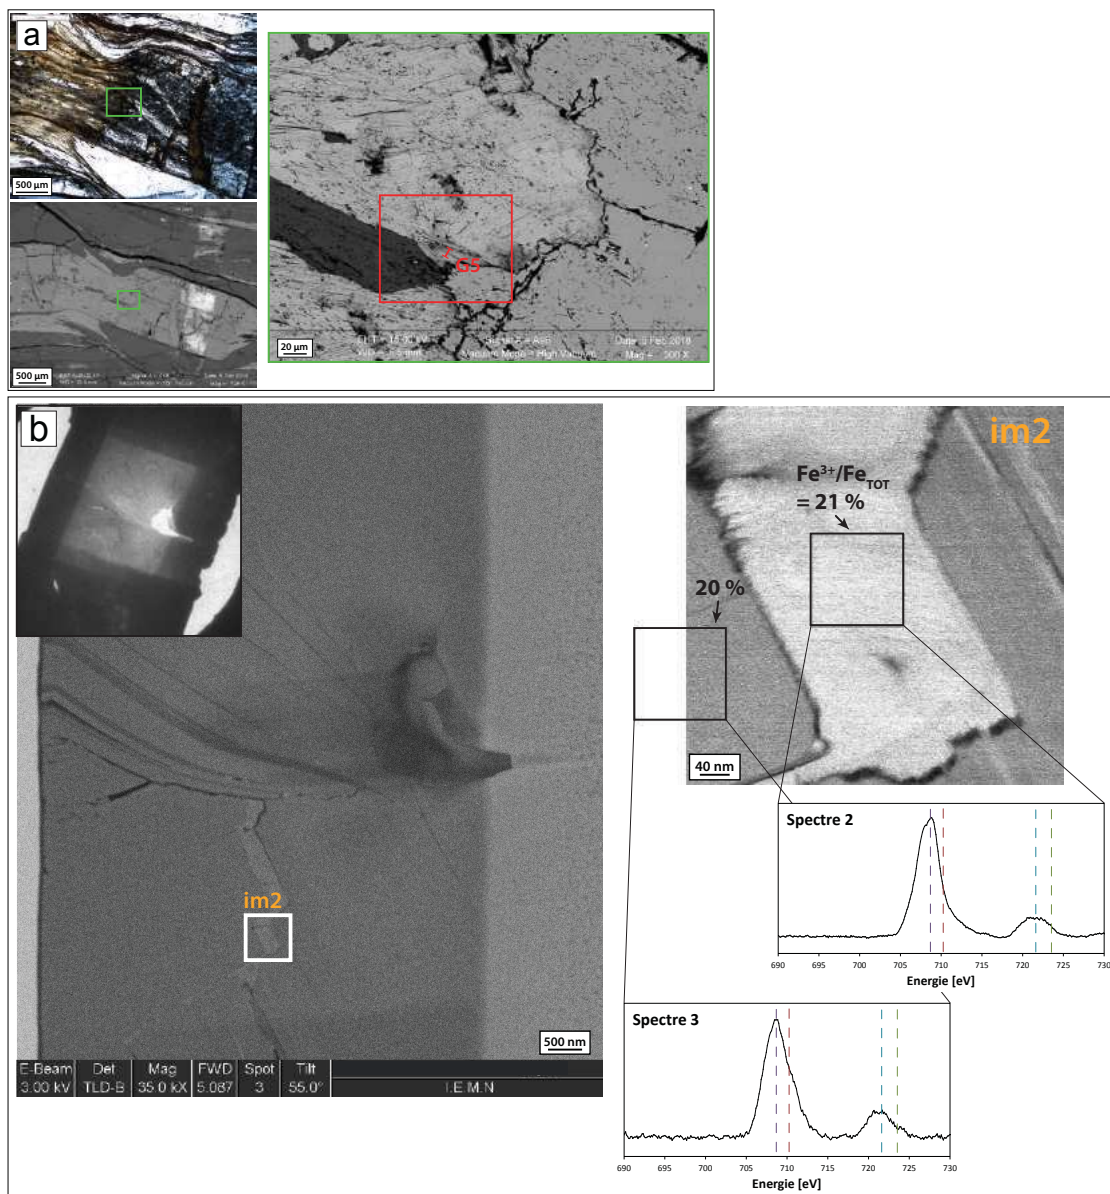 a
500 µm
500 µm
G5
20 µm
Mag = 300 X
b
im2
500 nm
E-Beam Det Mag FWD Spot Tilt
3.00 kV TLD-B 35.0 kX 5.087 3 55.0° I.E.M.N
im2
Fe³⁺/Fe_TOT
= 21 %
20 %
40 nm
Spectre 2
690 695 700 705 710 715 720 725 730
Energie [eV]
Spectre 3
690 695 700 705 710 715 720 725 730
Energie [eV]